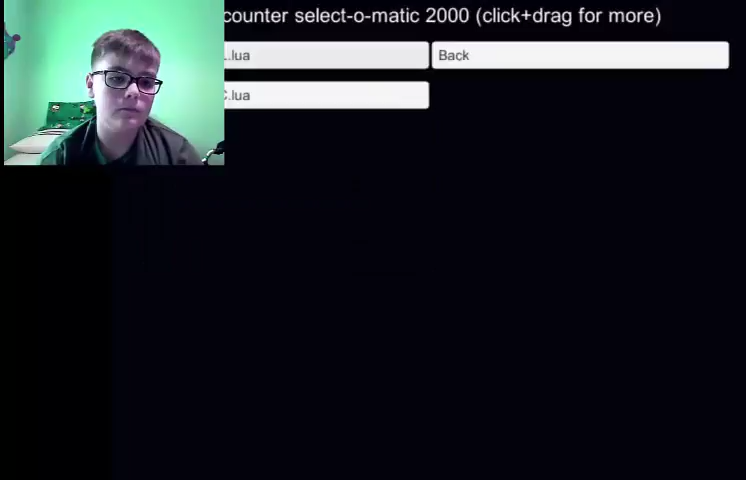 counter select-o-matic 2000 (click+drag for more)
.lua Back
.lua